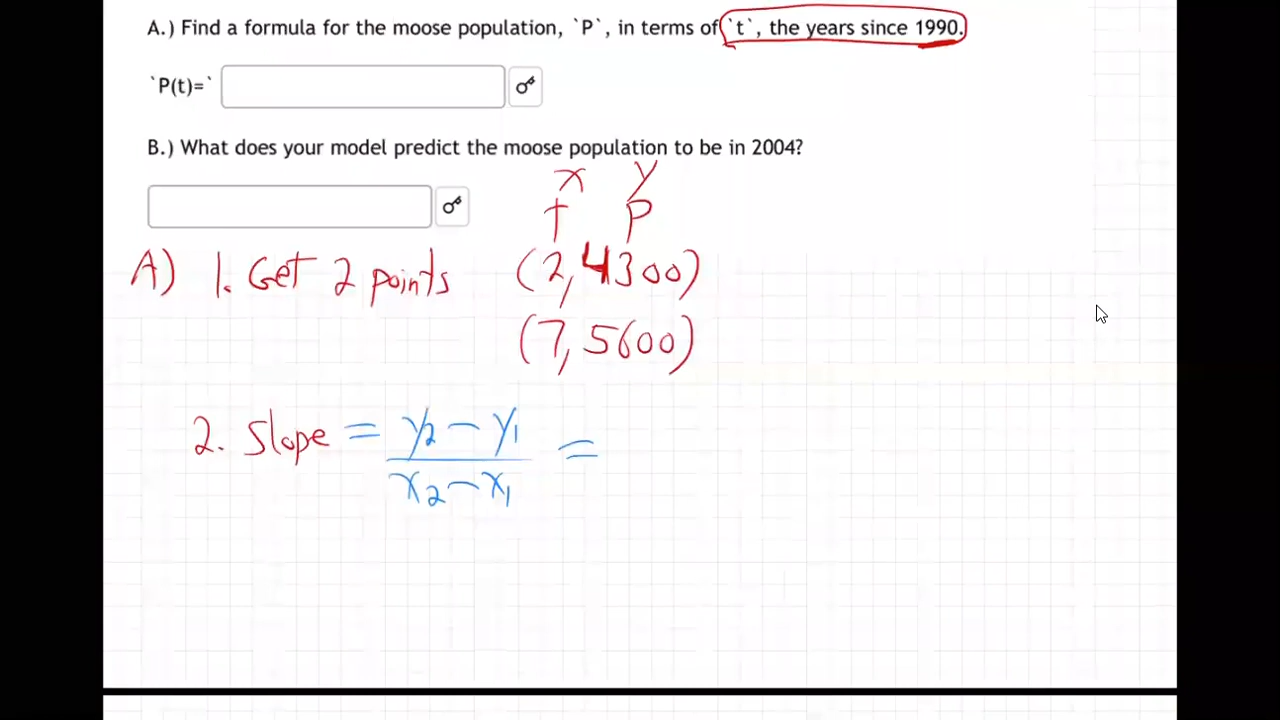 A.) Find a formula for the moose population, `P`, in terms of `t`, the years since 1990.
`P(t)=`
B.) What does your model predict the moose population to be in 2004?
x y
t P
A) 1. Get 2 points (2, 4300)
(7, 5600)
2. Slope = y2 - y1 / x2 - x1 =